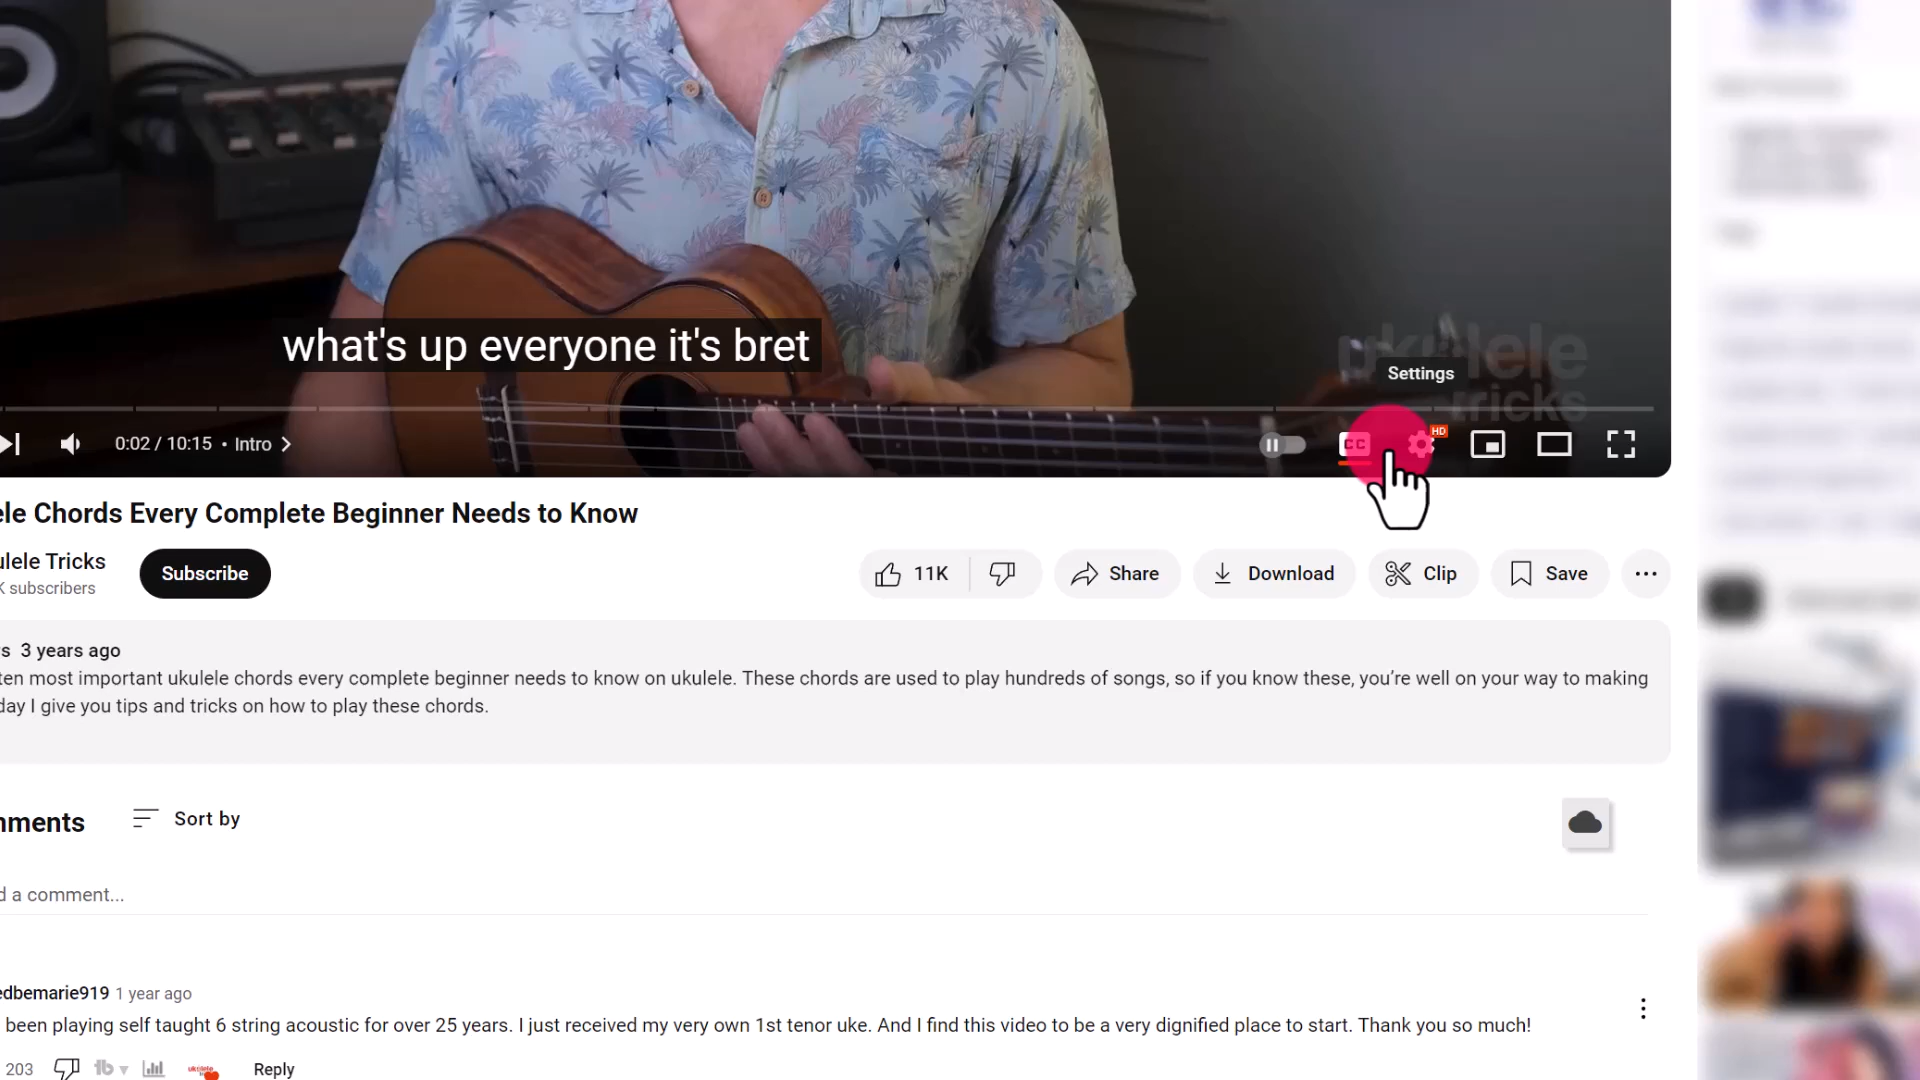 what's up everyone it's bret
ukulele
tricks
Settings
0:02 / 10:15 • Intro
CC
HD
ele Chords Every Complete Beginner Needs to Know
ulele Tricks
K subscribers
Subscribe
11K
Share
Download
Clip
Save
s 3 years ago
ten most important ukulele chords every complete beginner needs to know on ukulele. These chords are used to play hundreds of songs, so if you know these, you’re well on your way to making
day I give you tips and tricks on how to play these chords.
mments
Sort by
d a comment...
edbemarie919 1 year ago
been playing self taught 6 string acoustic for over 25 years. I just received my very own 1st tenor uke. And I find this video to be a very dignified place to start. Thank you so much!
203
tb
ukulele
Reply